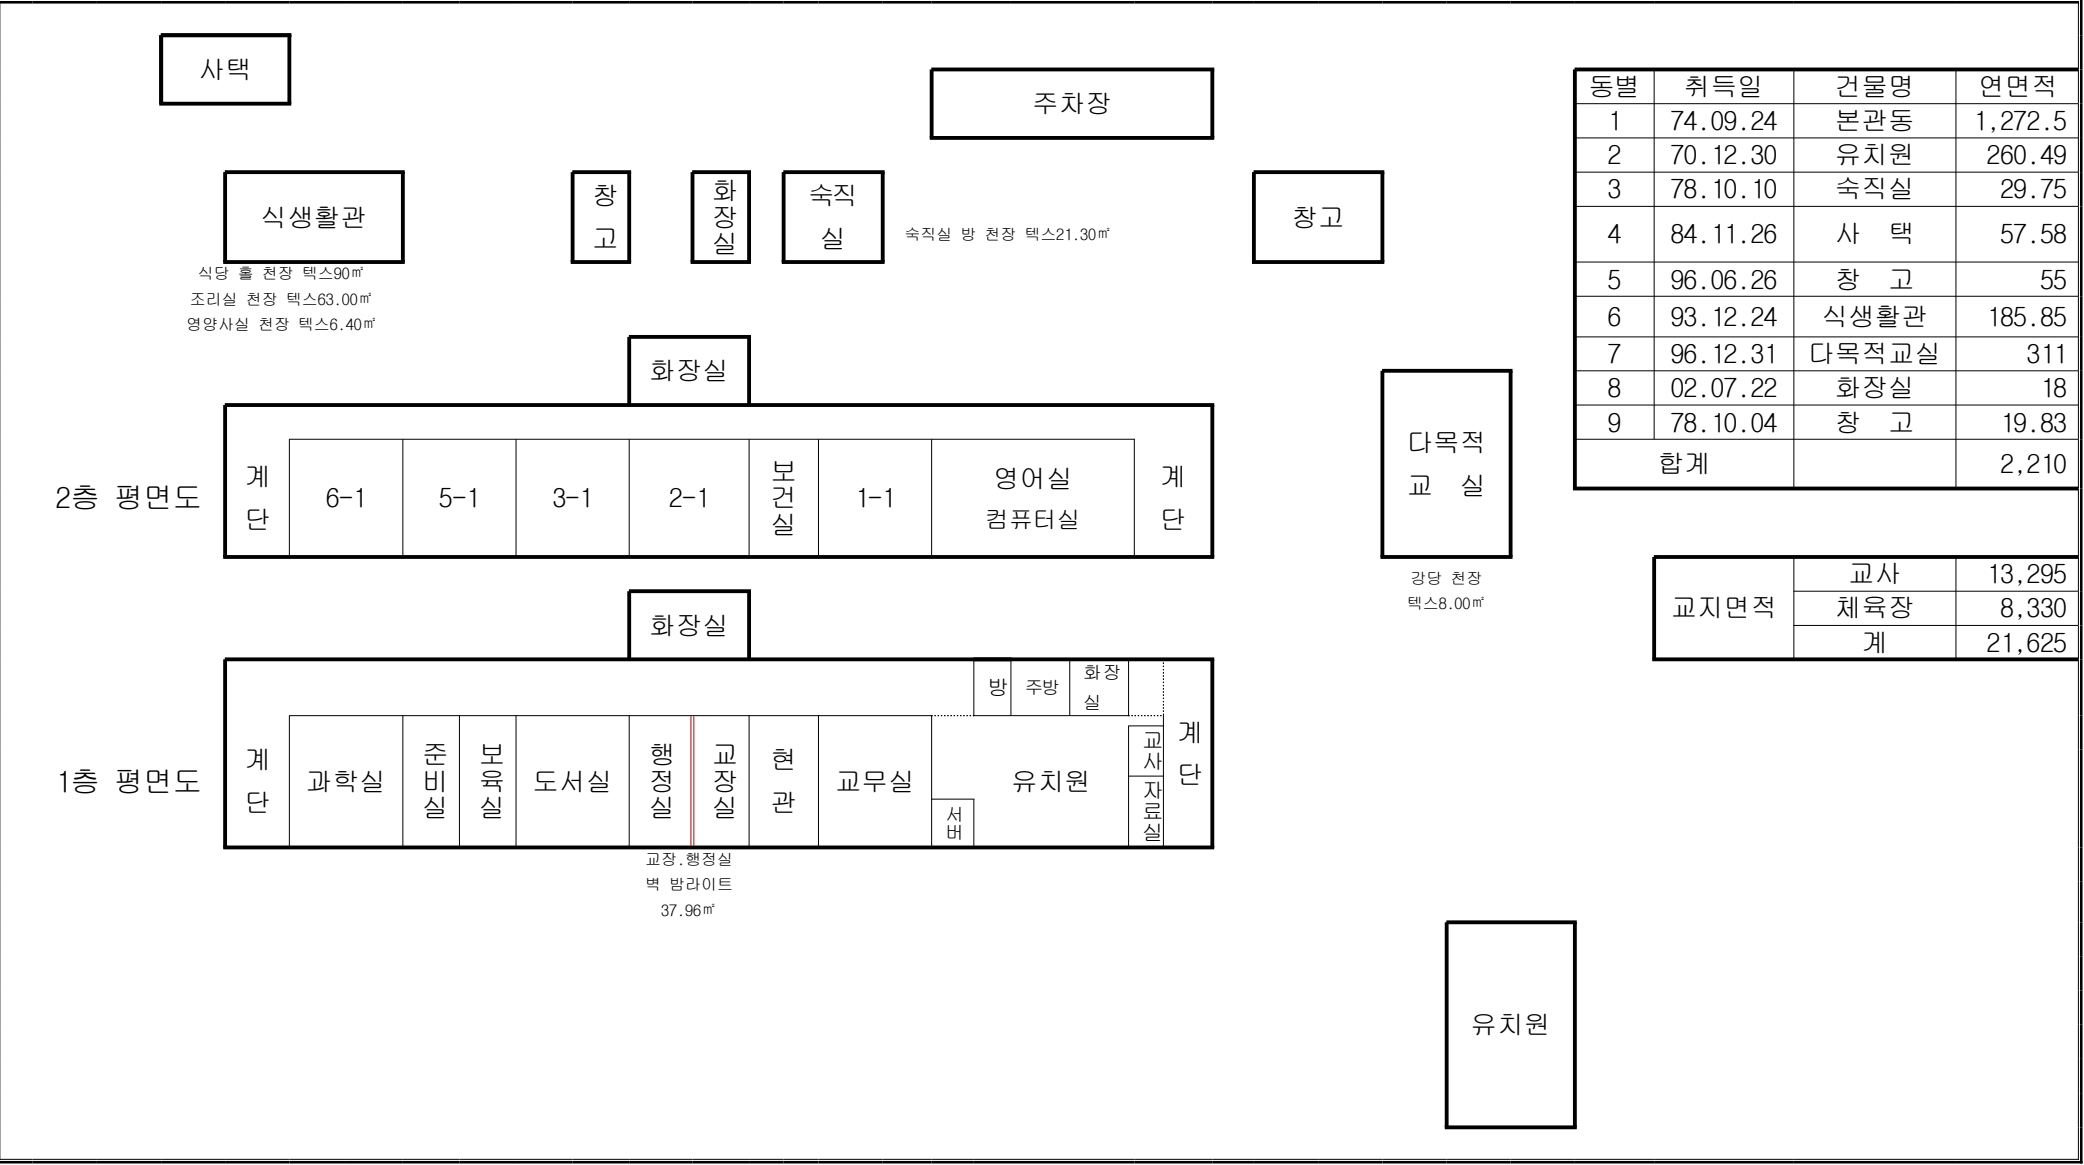 사택
주차장
식생활관
창
고
화
장
실
숙직
실
숙직실 방 천장 텍스21.30㎡
창고
식당 홀 천장 텍스90㎡
조리실 천장 텍스63.00㎡
영양사실 천장 텍스6.40㎡
동별 취득일 건물명 연면적
1 74.09.24 본관동 1,272.5
2 70.12.30 유치원 260.49
3 78.10.10 숙직실 29.75
4 84.11.26 사 택 57.58
5 96.06.26 창 고 55
6 93.12.24 식생활관 185.85
7 96.12.31 다목적교실 311
8 02.07.22 화장실 18
9 78.10.04 창 고 19.83
합계 2,210
화장실
2층 평면도
계
단
6-1
5-1
3-1
2-1
보
건
실
1-1
영어실
컴퓨터실
계
단
다목적
교 실
강당 천장
텍스8.00㎡
교지면적
교사 13,295
체육장 8,330
계 21,625
화장실
1층 평면도
계
단
과학실
준
비
실
보
육
실
도서실
행
정
실
교
장
실
현
관
교무실
서
버
유치원
방
주방
화장
실
교
사
자
료
실
계
단
교장.행정실
벽 밤라이트
37.96㎡
유치원